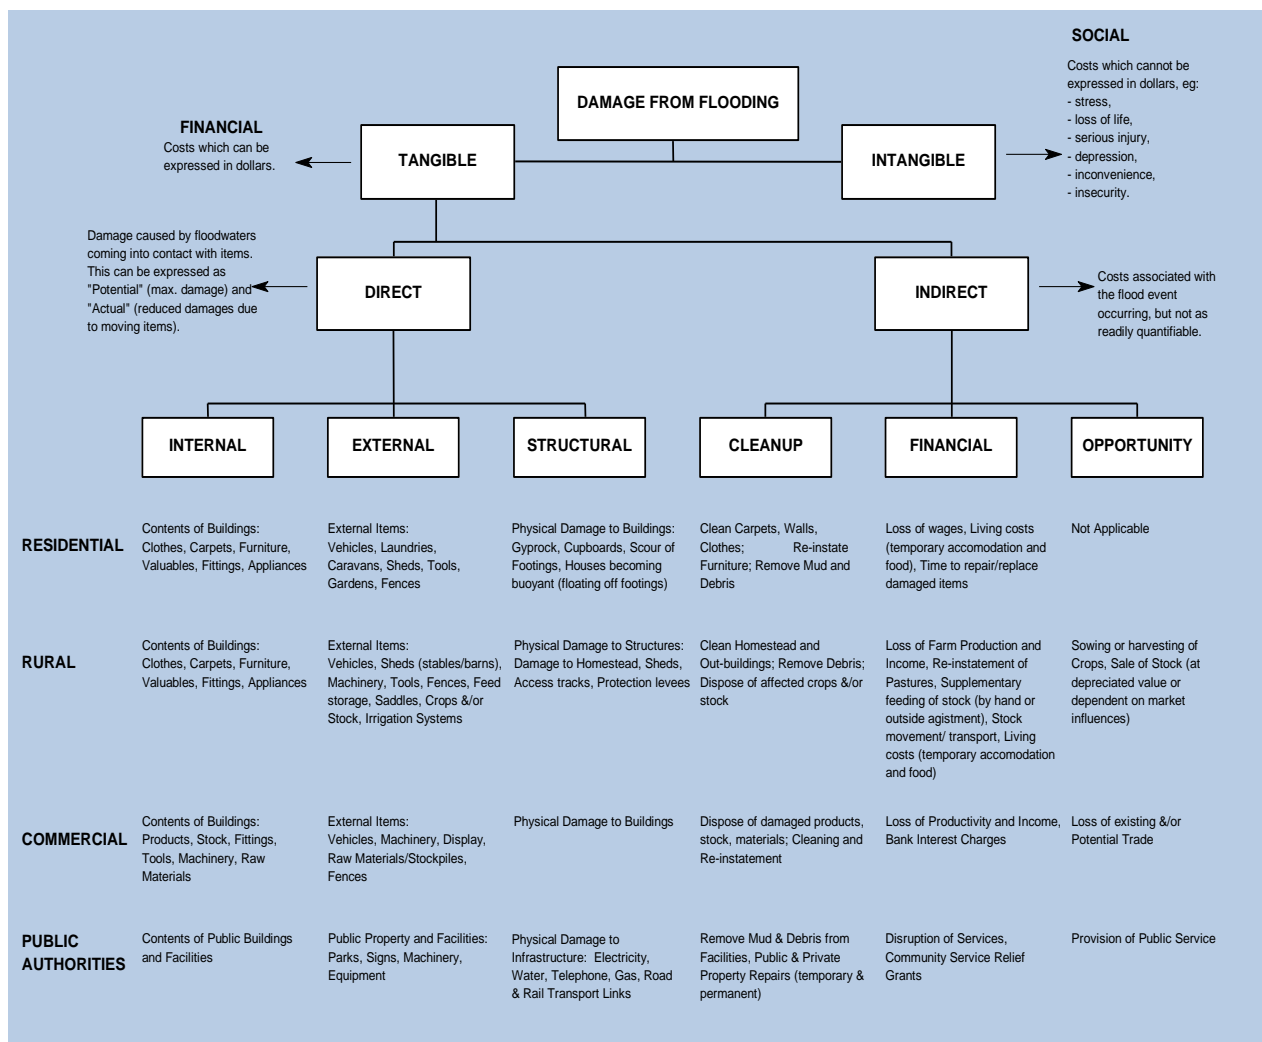 SOCIAL
Costs which cannot be
expressed in dollars, eg:
- stress,
- loss of life,
- serious injury,
- depression,
- inconvenience,
- insecurity.
DAMAGE FROM FLOODING
FINANCIAL
Costs which can be
expressed in dollars.
TANGIBLE
INTANGIBLE
Damage caused by floodwaters
coming into contact with items.
This can be expressed as
"Potential" (max. damage) and
"Actual" (reduced damages due
to moving items).
DIRECT
INDIRECT
Costs associated with
the flood event
occurring, but not as
readily quantifiable.
INTERNAL
EXTERNAL
STRUCTURAL
CLEANUP
FINANCIAL
OPPORTUNITY
RESIDENTIAL
Contents of Buildings:
Clothes, Carpets, Furniture,
Valuables, Fittings, Appliances
External Items:
Vehicles, Laundries,
Caravans, Sheds, Tools,
Gardens, Fences
Physical Damage to Buildings:
Gyprock, Cupboards, Scour of
Footings, Houses becoming
buoyant (floating off footings)
Clean Carpets, Walls,
Clothes; Re-instate
Furniture; Remove Mud and
Debris
Loss of wages, Living costs
(temporary accomodation and
food), Time to repair/replace
damaged items
Not Applicable
RURAL
Contents of Buildings:
Clothes, Carpets, Furniture,
Valuables, Fittings, Appliances
External Items:
Vehicles, Sheds (stables/barns),
Machinery, Tools, Fences, Feed
storage, Saddles, Crops &/or
Stock, Irrigation Systems
Physical Damage to Structures:
Damage to Homestead, Sheds,
Access tracks, Protection levees
Clean Homestead and
Out-buildings; Remove Debris;
Dispose of affected crops &/or
stock
Loss of Farm Production and
Income, Re-instatement of
Pastures, Supplementary
feeding of stock (by hand or
outside agistment), Stock
movement/ transport, Living
costs (temporary accomodation
and food)
Sowing or harvesting of
Crops, Sale of Stock (at
depreciated value or
dependent on market
influences)
COMMERCIAL
Contents of Buildings:
Products, Stock, Fittings,
Tools, Machinery, Raw
Materials
External Items:
Vehicles, Machinery, Display,
Raw Materials/Stockpiles,
Fences
Physical Damage to Buildings
Dispose of damaged products,
stock, materials; Cleaning and
Re-instatement
Loss of Productivity and Income,
Bank Interest Charges
Loss of existing &/or
Potential Trade
PUBLIC
AUTHORITIES
Contents of Public Buildings
and Facilities
Public Property and Facilities:
Parks, Signs, Machinery,
Equipment
Physical Damage to
Infrastructure: Electricity,
Water, Telephone, Gas, Road
& Rail Transport Links
Remove Mud & Debris from
Facilities, Public & Private
Property Repairs (temporary &
permanent)
Disruption of Services,
Community Service Relief
Grants
Provision of Public Service